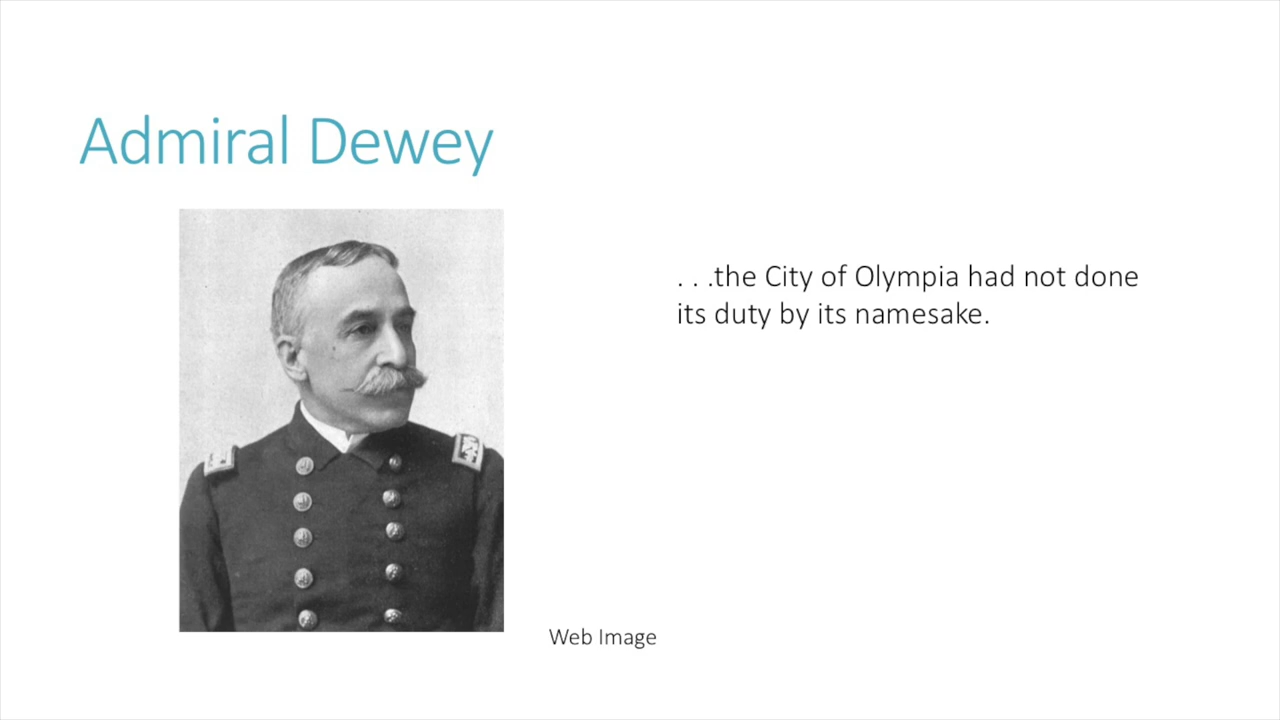 Admiral Dewey
. . .the City of Olympia had not done
its duty by its namesake.
Web Image